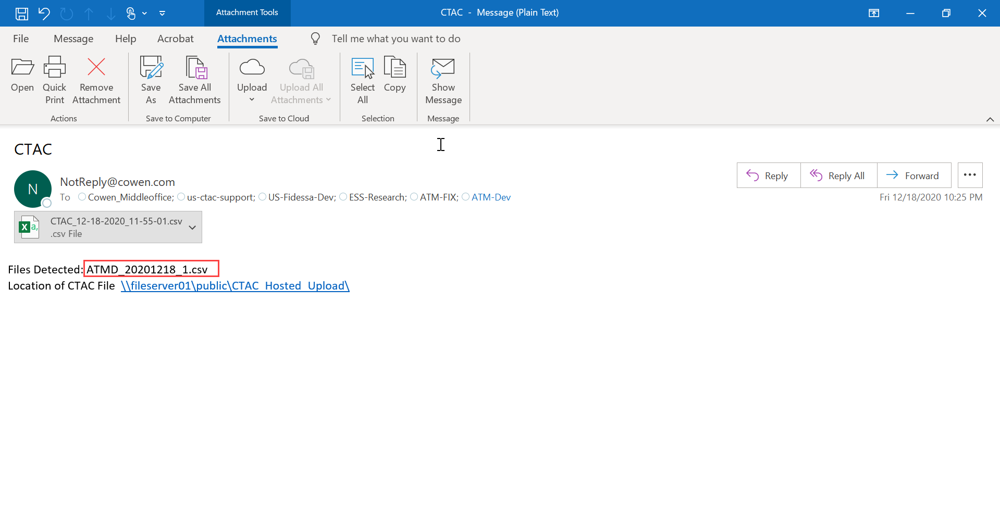 Attachment Tools
CTAC - Message (Plain Text)
File Message Help Acrobat Attachments Tell me what you want to do
Open
Quick Print
Remove Attachment
Actions
Save As
Save All Attachments
Save to Computer
Upload
Upload All Attachments
Save to Cloud
Select All
Copy
Selection
Show Message
Message
CTAC
N
NotReply@cowen.com
To Cowen_Middleoffice; us-ctac-support; US-Fidessa-Dev; ESS-Research; ATM-FIX; ATM-Dev
Reply
Reply All
Forward
Fri 12/18/2020 10:25 PM
X a,
CTAC_12-18-2020_11-55-01.csv
.csv File
Files Detected: ATMD_20201218_1.csv
Location of CTAC File \\fileserver01\public\CTAC_Hosted_Upload\